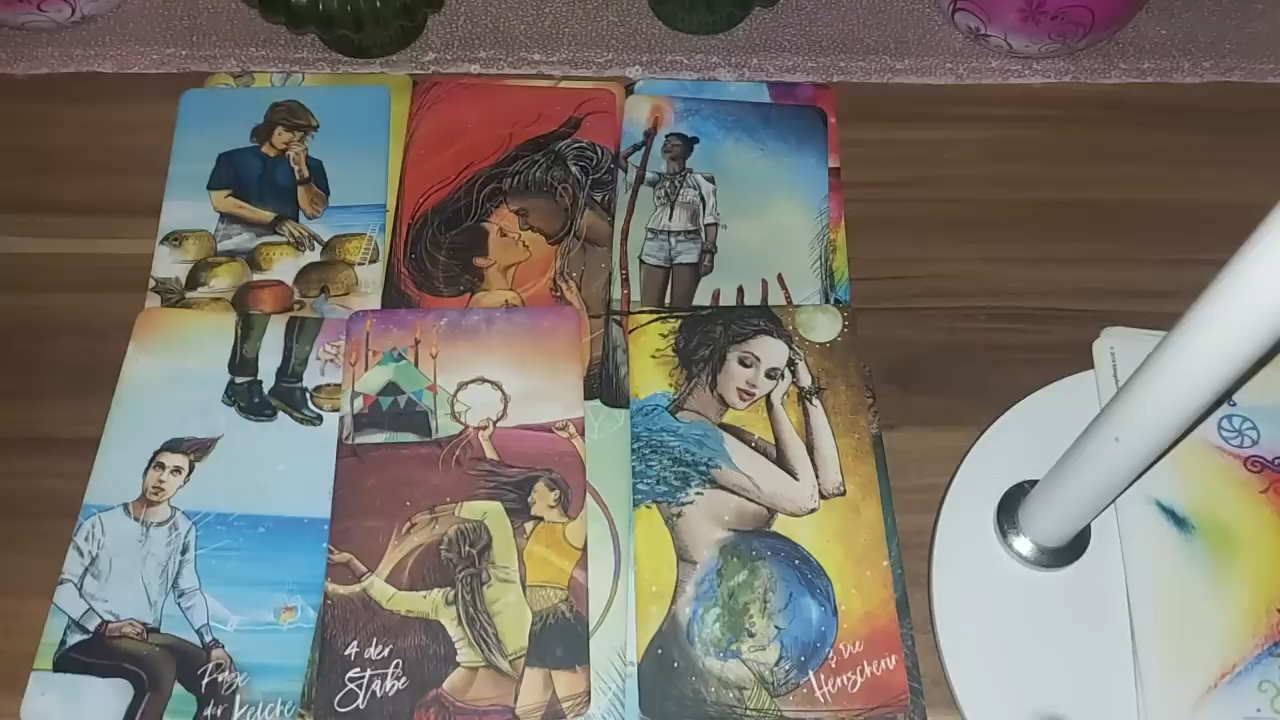 Page
der Kelche
4 der
Stäbe
3 Die
Herrscherin